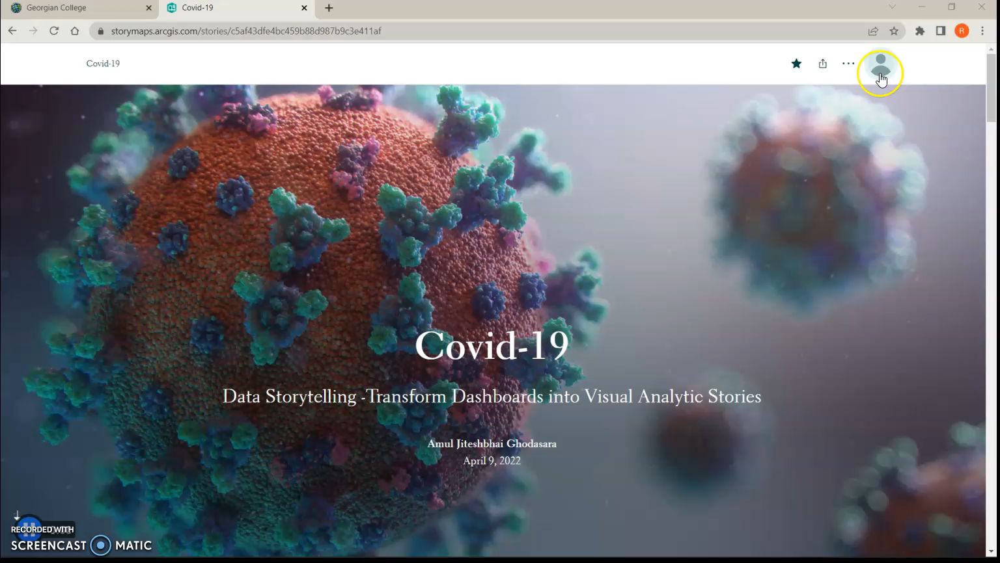 Georgian College
Covid-19
storymaps.arcgis.com/stories/c5af43dfe4bc459b88d987b9c3e411af
R
Covid-19
Covid-19
Data Storytelling -Transform Dashboards into Visual Analytic Stories
Amul Jiteshbhai Ghodasara
April 9, 2022
RECORDED WITH
SCREENCAST MATIC